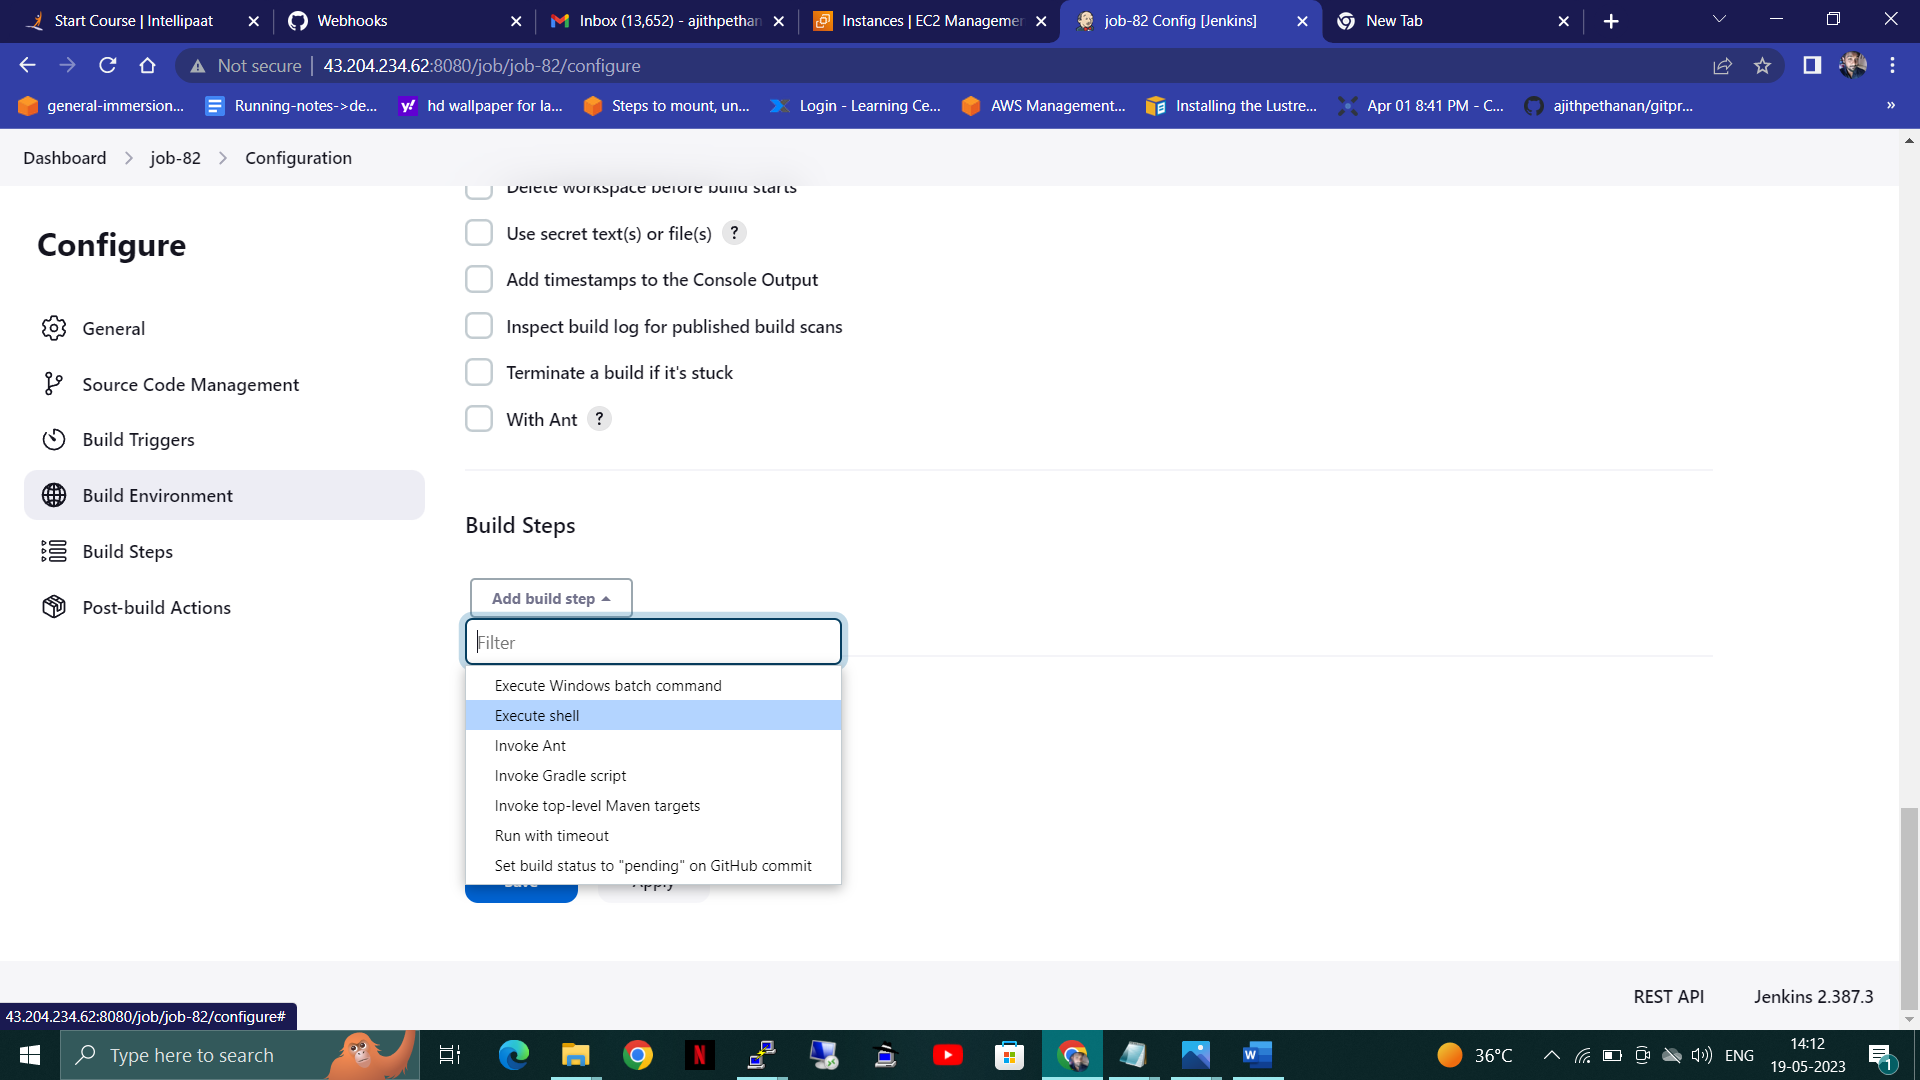 Start Course | Intellipaat
Webhooks
Inbox (13,652) - ajithpethan
Instances | EC2 Managemer
job-82 Config [Jenkins]
New Tab
Not secure
43.204.234.62:8080/job/job-82/configure
general-immersion...
Running-notes->de...
hd wallpaper for la...
Steps to mount, un...
Login - Learning Ce...
AWS Management...
Installing the Lustre...
Apr 01 8:41 PM - C...
ajithpethanan/gitpr...
»
Dashboard
job-82
Configuration
Delete workspace before build starts
Configure
Use secret text(s) or file(s) ?
Add timestamps to the Console Output
General
Inspect build log for published build scans
Terminate a build if it's stuck
Source Code Management
With Ant ?
Build Triggers
Build Environment
Build Steps
Build Steps
Add build step
Post-build Actions
Filter
Execute Windows batch command
Execute shell
Invoke Ant
Invoke Gradle script
Invoke top-level Maven targets
Run with timeout
Set build status to "pending" on GitHub commit
Save
Apply
REST API
Jenkins 2.387.3
43.204.234.62:8080/job/job-82/configure#
Type here to search
36°C
ENG
14:12
19-05-2023
1